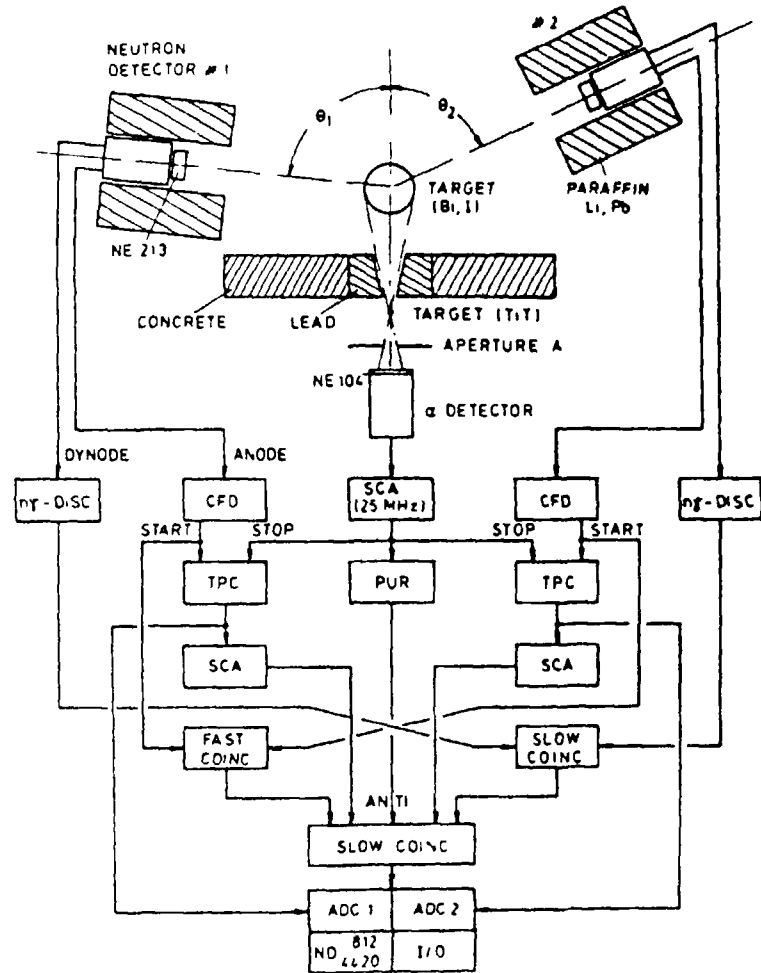 # 2
NEUTRON
DETECTOR # 1
θ1
θ2
TARGET
(Bi, I)
PARAFFIN
Li, Pb
NE 213
CONCRETE
LEAD
TARGET (TiT)
APERTURE A
NE104
α DETECTOR
DYNODE
ANODE
nγ-DISC
CFD
SCA
(25 MHz)
CFD
nγ-DISC
START
STOP
STOP
START
TPC
PUR
TPC
SCA
SCA
FAST
COINC
SLOW
COINC
ANTI
SLOW COINC
ADC 1
ADC 2
ND 812
4420
I/O